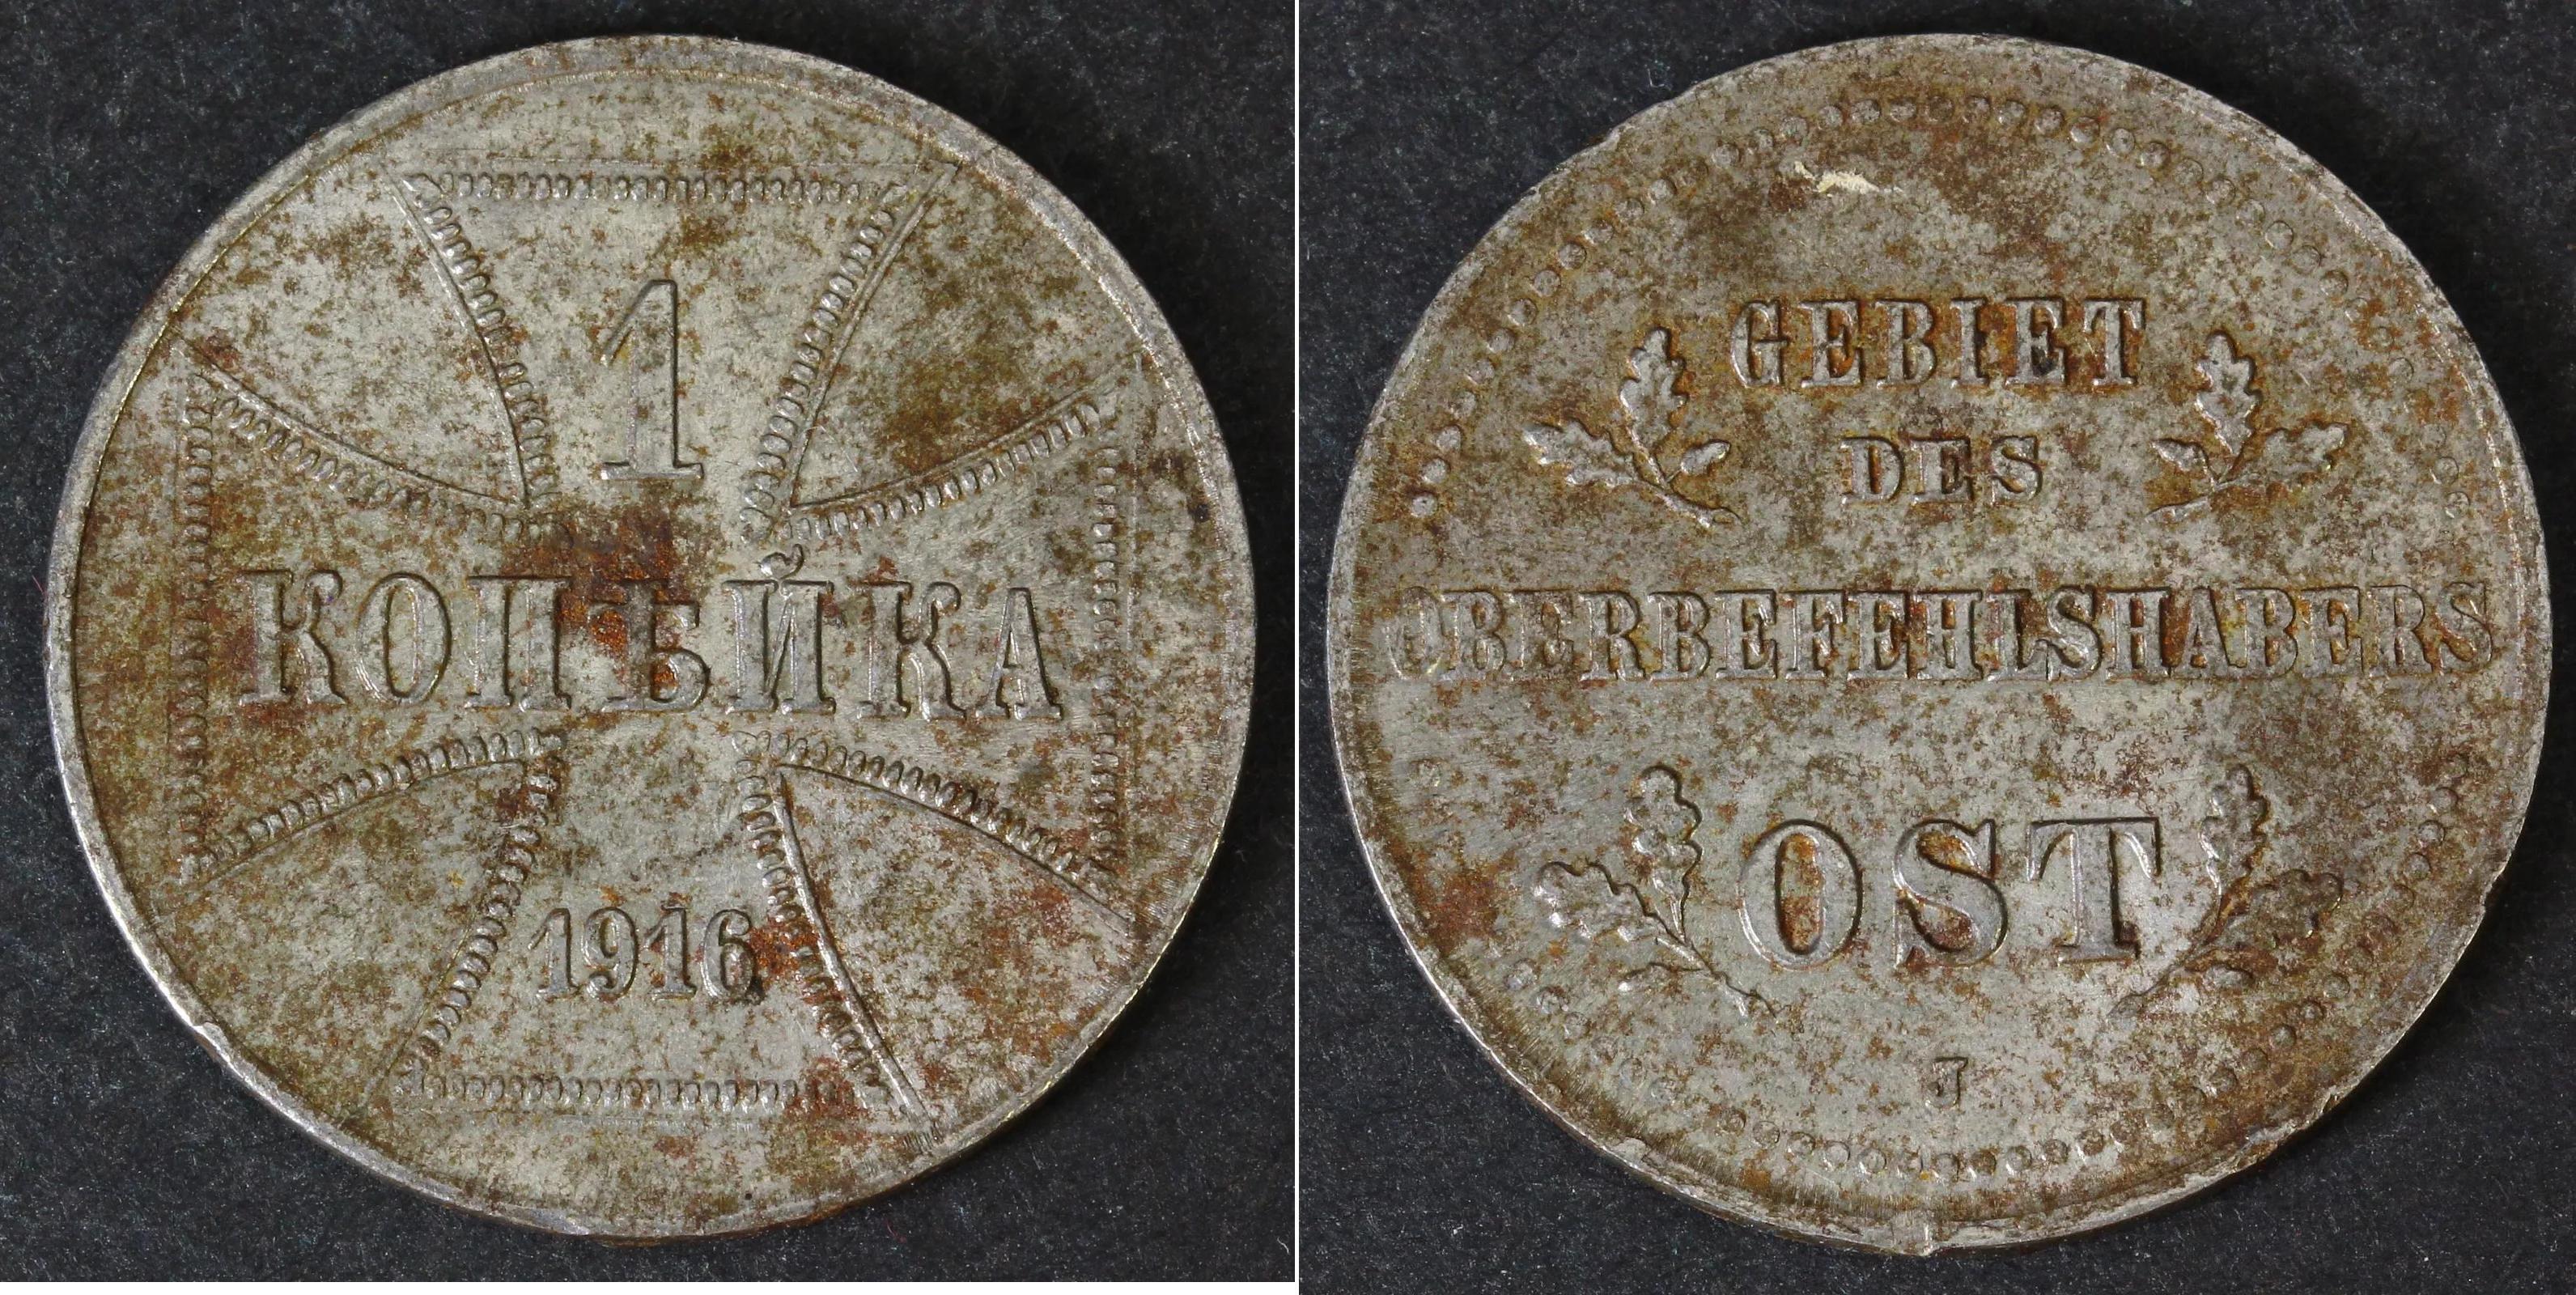 1
КОПѢЙКА
1916
GEBIET
DES
OBERBEFEHLSHABERS
OST
J